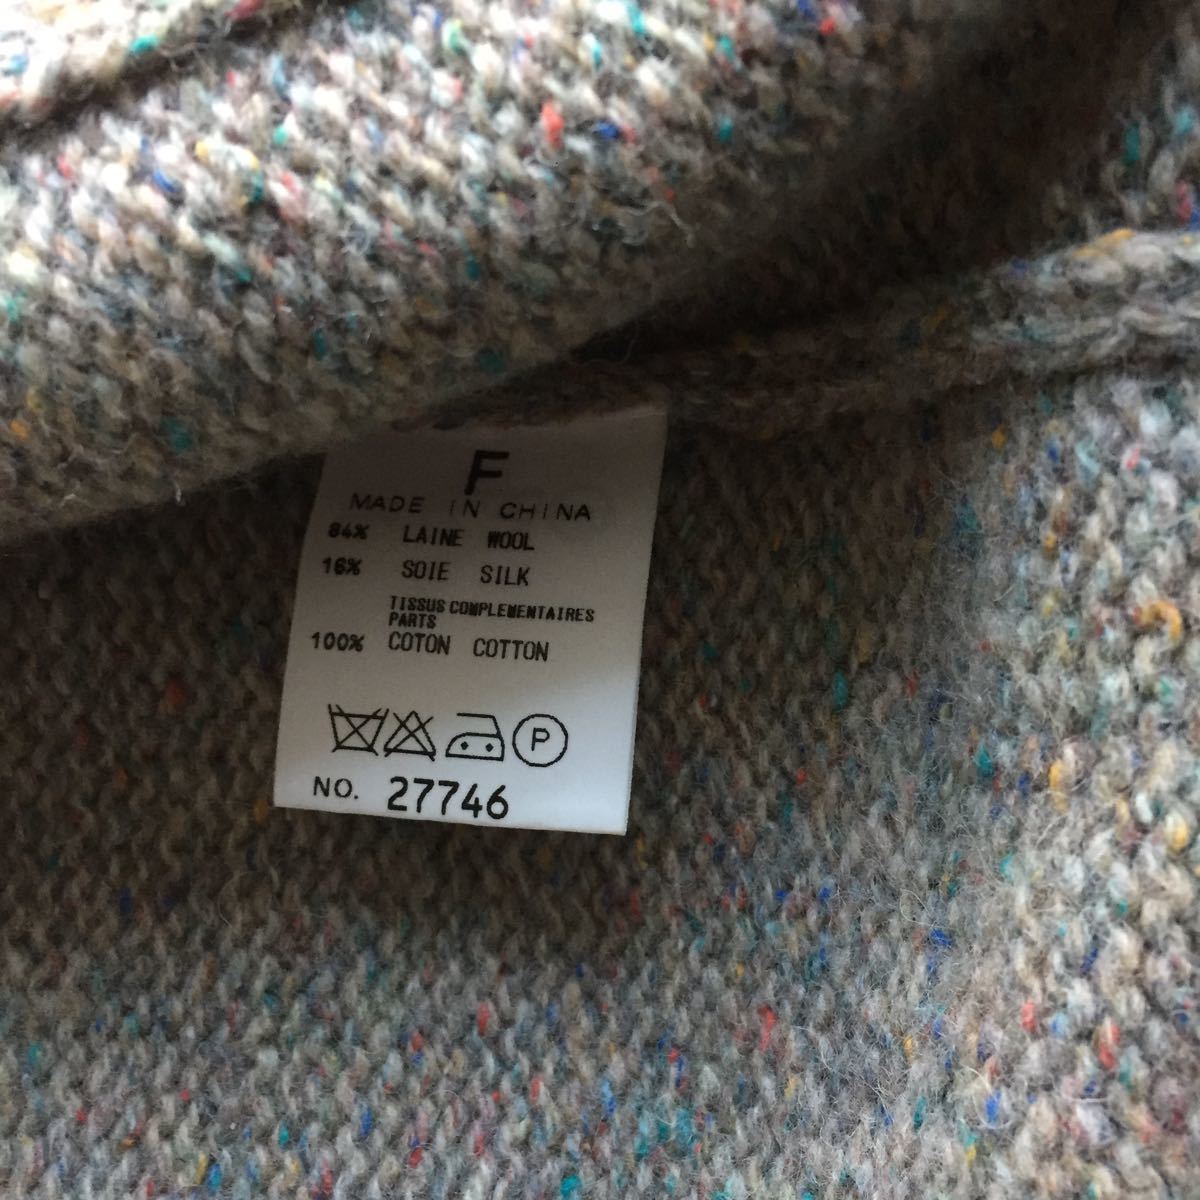 F
MADE IN CHINA
84% LAINE WOOL
16% SOIE SILK
TISSUS COMPLEMENTAIRES
PARTS
100% COTON COTTON
P
NO. 27746